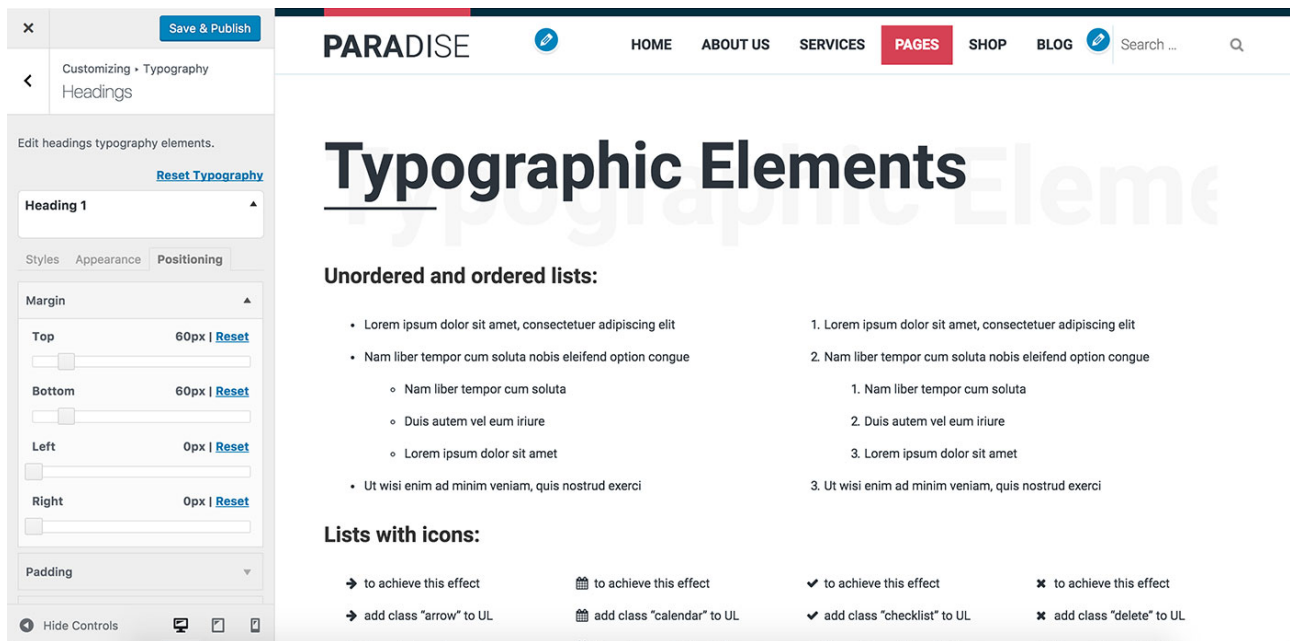 Save & Publish
Customizing ▸ Typography
Headings
Edit headings typography elements.
Reset Typography
Heading 1
Styles Appearance Positioning
Margin
Top 60px | Reset
Bottom 60px | Reset
Left 0px | Reset
Right 0px | Reset
Padding
Hide Controls
PARADISE HOME ABOUT US SERVICES PAGES SHOP BLOG Search ...
Typographic Elements
Typographic Eleme
Unordered and ordered lists:
• Lorem ipsum dolor sit amet, consectetuer adipiscing elit
• Nam liber tempor cum soluta nobis eleifend option congue
◦ Nam liber tempor cum soluta
◦ Duis autem vel eum iriure
◦ Lorem ipsum dolor sit amet
• Ut wisi enim ad minim veniam, quis nostrud exerci
1. Lorem ipsum dolor sit amet, consectetuer adipiscing elit
2. Nam liber tempor cum soluta nobis eleifend option congue
1. Nam liber tempor cum soluta
2. Duis autem vel eum iriure
3. Lorem ipsum dolor sit amet
3. Ut wisi enim ad minim veniam, quis nostrud exerci
Lists with icons:
to achieve this effect
add class “arrow” to UL
to achieve this effect
add class “calendar” to UL
to achieve this effect
add class “checklist” to UL
to achieve this effect
add class “delete” to UL